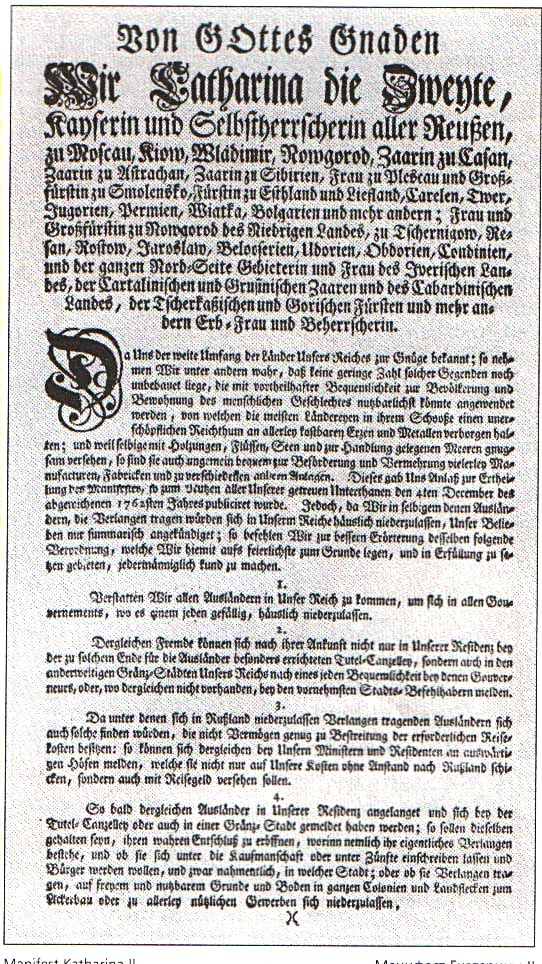 Von GOttes Gnaden
Wir Catharina die Zweyte,
Kayserin und Selbstherrscherin aller Reußen,
zu Moscau, Kiow, Wladimir, Nowgorod, Zaarin zu Casan,
Zaarin zu Astrachan, Zaarin zu Sibirien, Frau zu Plescau und Groß-
fürstin zu Smolensko, Fürstin zu Esthland und Liefland, Carelen, Twer,
Jugorien, Permien, Wiatka, Bolgarien und mehr andern; Frau und
Großfürstin zu Nowgorod des Niedrigen Landes, zu Tschernigow, Re-
san, Rostow, Jaroslaw, Belooserien, Udorien, Obdorien, Condinien,
und der ganzen Nord-Seite Gebieterin und Frau des Iwerischen Lan-
des, der Cartalinischen und Grusinischen Zaaren und des Cabardinischen
Landes, der Tscherkaßischen und Gorischen Fürsten und mehr an-
dern Erb-Frau und Beherrscherin.
Da Uns der weite Umfang der Länder Unsers Reiches zur Gnüge bekannt; so neh-
men Wir unter andern wahr, daß keine geringe Zahl solcher Gegenden noch
unbebauet liege, die mit vortheilhafter Bequemlichkeit zur Bevölkerung und
Bewohnung des menschlichen Geschlechtes nutzbarlichst könnte angewendet
werden, von welchen die meisten Ländereyen in ihrem Schooße einen uner-
schöpflichen Reichthum an allerley kostbaren Erzen und Metallen verborgen hal-
ten; und weil selbige mit Holzungen, Flüssen, Seen und zur Handlung gelegenen Meeren gnug-
sam versehen, so sind sie auch ungemein bequem zur Beförderung und Vermehrung vielerley Ma-
nufacturen, Fabricken und zu verschiedenen andern Anlagen. Dieses gab Uns Anlaß zur Erthei-
lung des Manifestes, so zum Nutzen aller Unserer getreuen Unterthanen den 4ten December des
abgewichenen 1762sten Jahres publiciret wurde. Jedoch, da Wir in selbigem denen Auslän-
dern, die Verlangen tragen würden sich in Unserm Reiche häuslich niederzulassen, Unser Belie-
ben nur summarisch angekündiget; so befehlen Wir zur bessern Erörterung desselben folgende
Verordnung, welche Wir hiemit aufs feierlichste zum Grunde legen, und in Erfüllung zu se-
tzen gebieten, jedermänniglich kund zu machen.
1.
Verstatten Wir allen Ausländern in Unser Reich zu kommen, um sich in allen Gou-
vernements, wo es einem jeden gefällig, häuslich niederzulassen.
2.
Dergleichen Fremde können sich nach ihrer Ankunft nicht nur in Unserer Residenz bey
der zu solchem Ende für die Ausländer besonders errichteten Tutel-Canzelley, sondern auch in den
anderweitigen Gränz-Städten Unsers Reichs nach eines jeden Bequemlichkeit bey denen Gouver-
neurs, oder, wo dergleichen nicht vorhanden, bey den vornehmsten Stadts-Befehlhabern melden.
3.
Da unter denen sich in Rußland niederzulassen Verlangen tragenden Ausländern sich
auch solche finden würden, die nicht Vermögen genug zu Bestreitung der erforderlichen Reise-
kosten besitzen: so können sich dergleichen bey Unsern Ministern und Residenten an auswärti-
gen Höfen melden, welche sie nicht nur auf Unsere Kosten ohne Anstand nach Rußland schi-
cken, sondern auch mit Reisegeld versehen sollen.
4.
So bald dergleichen Ausländer in Unserer Residenz angelanget und sich bey der
Tutel-Canzelley oder auch in einer Gränz-Stadt gemeldet haben werden; so sollen dieselben
gehalten seyn, ihren wahren Entschluß zu eröffnen, worinn nemlich ihr eigentliches Verlangen
bestehe, und ob sie sich unter die Kaufmanschaft oder unter Zünfte einschreiben lassen und
Bürger werden wollen, und zwar nahmentlich, in welcher Stadt; oder ob sie Verlangen tra-
gen, auf freyem und nutzbarem Grunde und Boden in ganzen Colonien und Landflecken zum
Ackerbau oder zu allerley nützlichen Gewerben sich niederzulassen,
Manifest Katharina II
Манифест Екатерины II